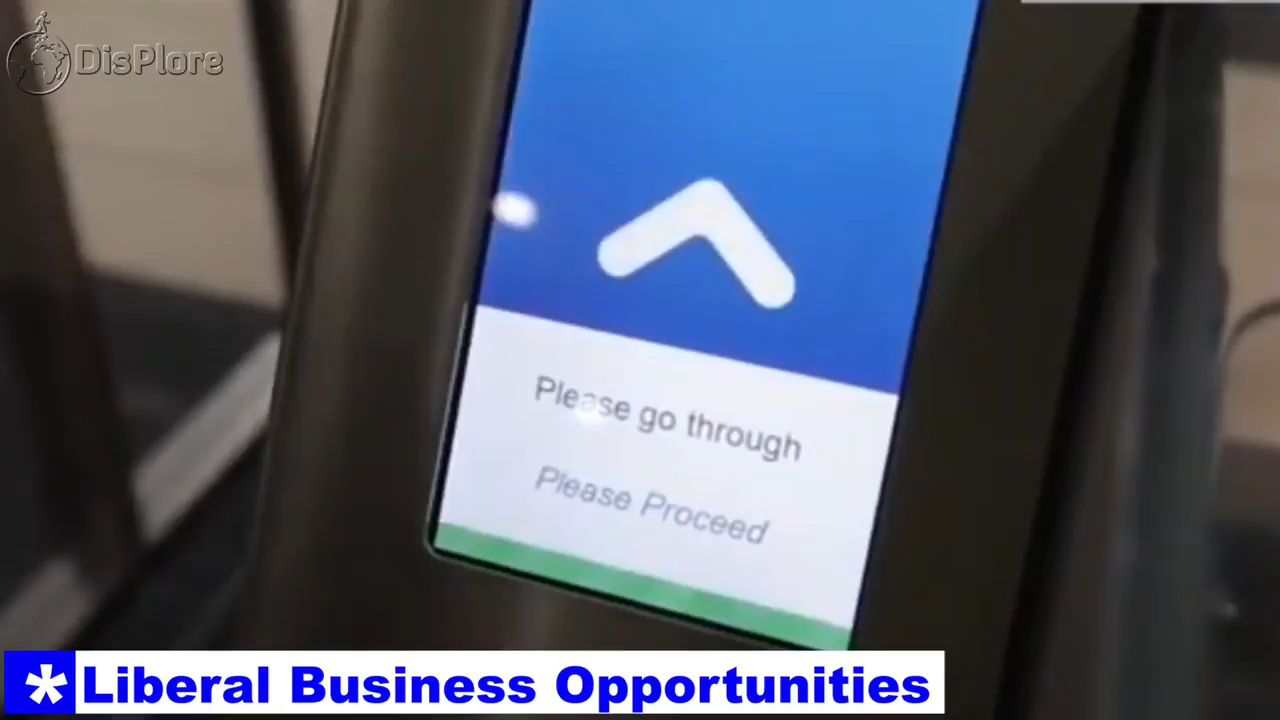 DisPlore
Please go through
Please Proceed
* Liberal Business Opportunities